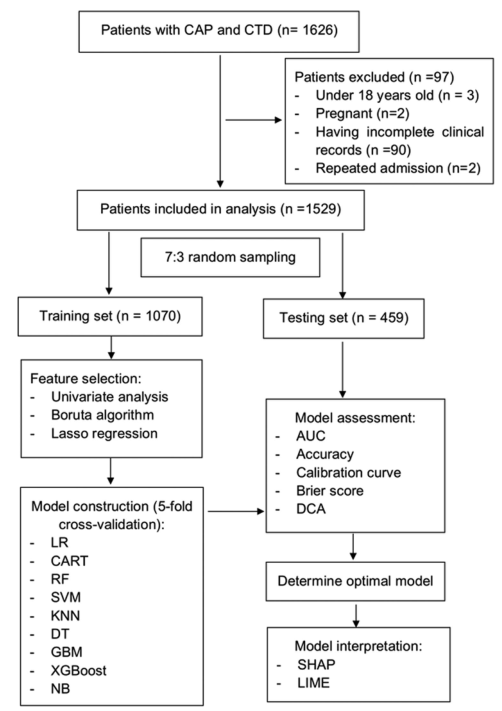 Patients with CAP and CTD (n= 1626)
Patients excluded (n =97)
- Under 18 years old (n = 3)
- Pregnant (n=2)
- Having incomplete clinical
records (n =90)
- Repeated admission (n=2)
Patients included in analysis (n =1529)
7:3 random sampling
Training set (n = 1070)
Testing set (n = 459)
Feature selection:
- Univariate analysis
- Boruta algorithm
- Lasso regression
Model assessment:
- AUC
- Accuracy
- Calibration curve
- Brier score
- DCA
Model construction (5-fold
cross-validation):
- LR
- CART
- RF
- SVM
- KNN
- DT
- GBM
- XGBoost
- NB
Determine optimal model
Model interpretation:
- SHAP
- LIME